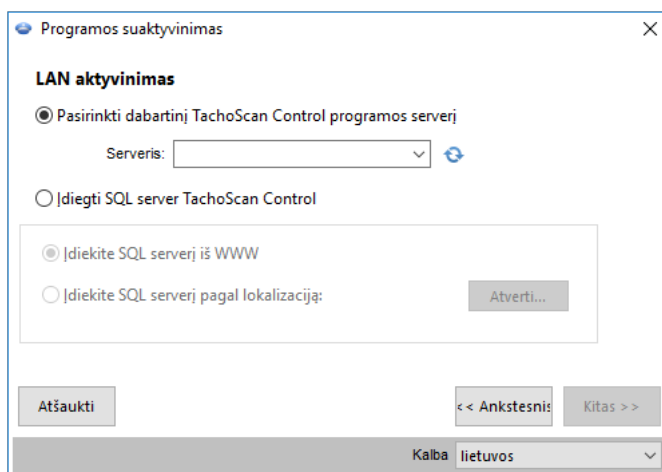 Programos suaktyvinimas
LAN aktyvinimas
Pasirinkti dabartinį TachoScan Control programos serverį
Serveris:
Įdiegti SQL server TachoScan Control
Įdiekite SQL serverį iš WWW
Įdiekite SQL serverį pagal lokalizaciją:
Atverti...
Atšaukti
<< Ankstesnis
Kitas >>
Kalba lietuvos